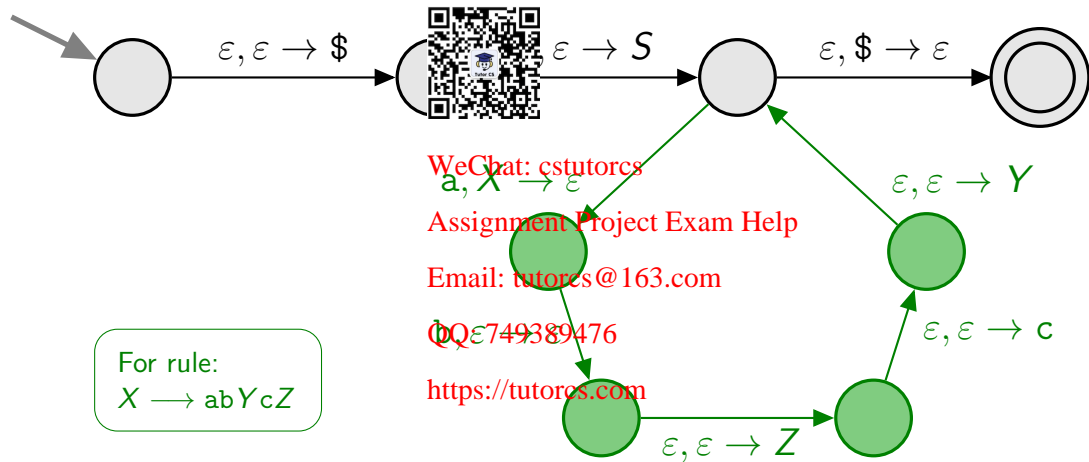 ε, ε → $
ε → S
ε, $ → ε
WeChat: cstutorcs
a, X → ε
ε, ε → Y
Assignment Project Exam Help
Email: tutorcs@163.com
QQ: 749389476
b, ε → ε
ε, ε → c
For rule:
X → abYcZ
https://tutorcs.com
ε, ε → Z